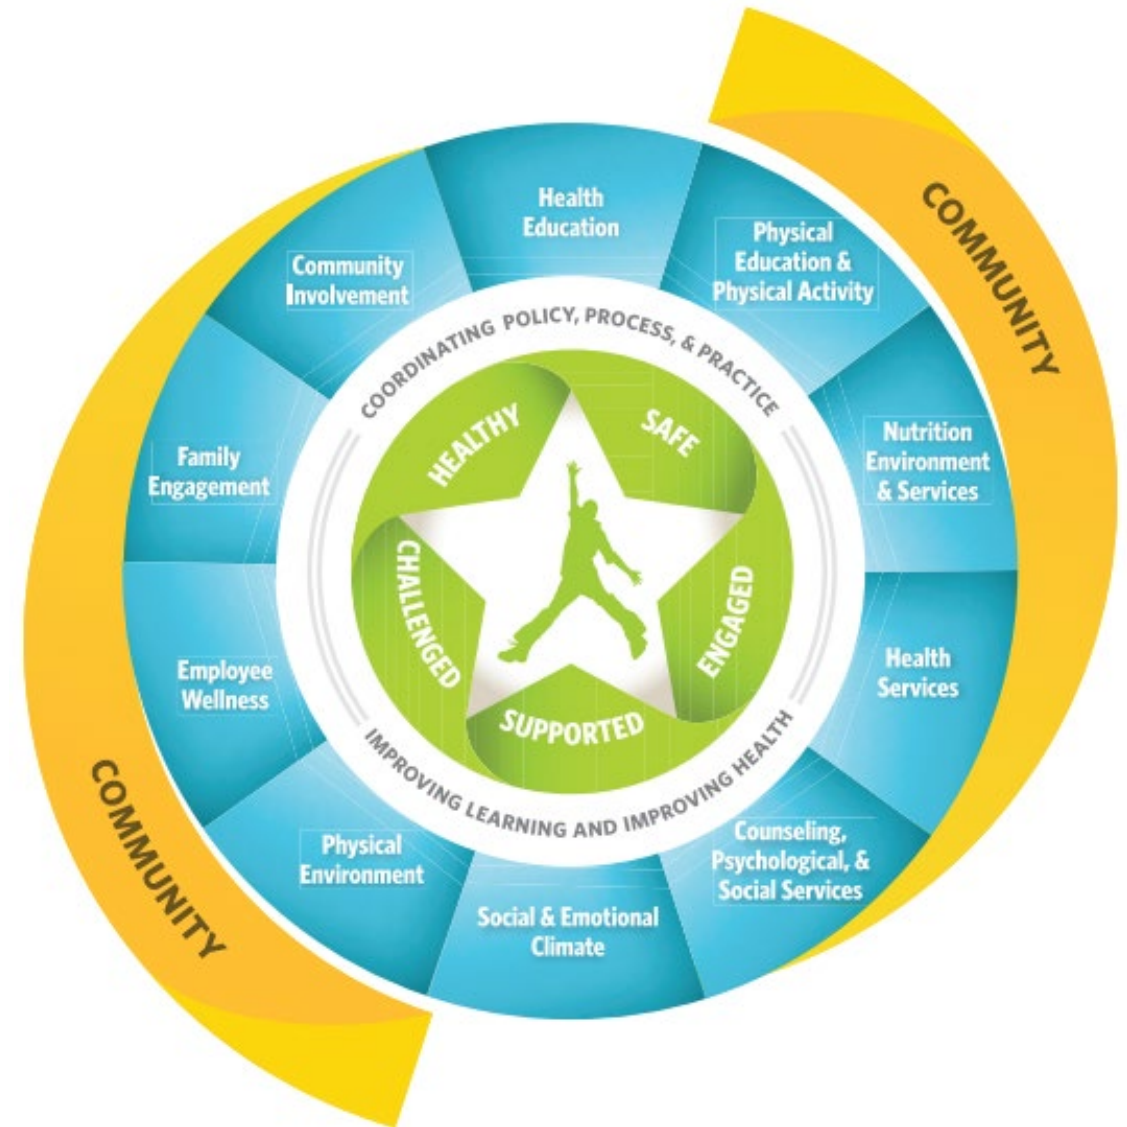 COMMUNITY
Health
Education
Physical
Education &
Physical Activity
Nutrition
Environment
& Services
Health
Services
Counseling,
Psychological, &
Social Services
Social & Emotional
Climate
Physical
Environment
Employee
Wellness
Family
Engagement
Community
Involvement
COORDINATING POLICY, PROCESS, & PRACTICE
IMPROVING LEARNING AND IMPROVING HEALTH
HEALTHY
SAFE
ENGAGED
SUPPORTED
CHALLENGED
COMMUNITY